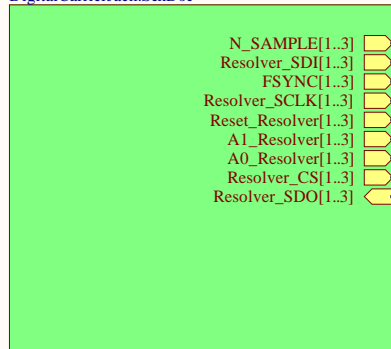 N_SAMPLE[1..3]
Resolver_SDI[1..3]
FSYNC[1..3]
Resolver_SCLK[1..3]
Reset_Resolver[1..3]
A1_Resolver[1..3]
A0_Resolver[1..3]
Resolver_CS[1..3]
Resolver_SDO[1..3]